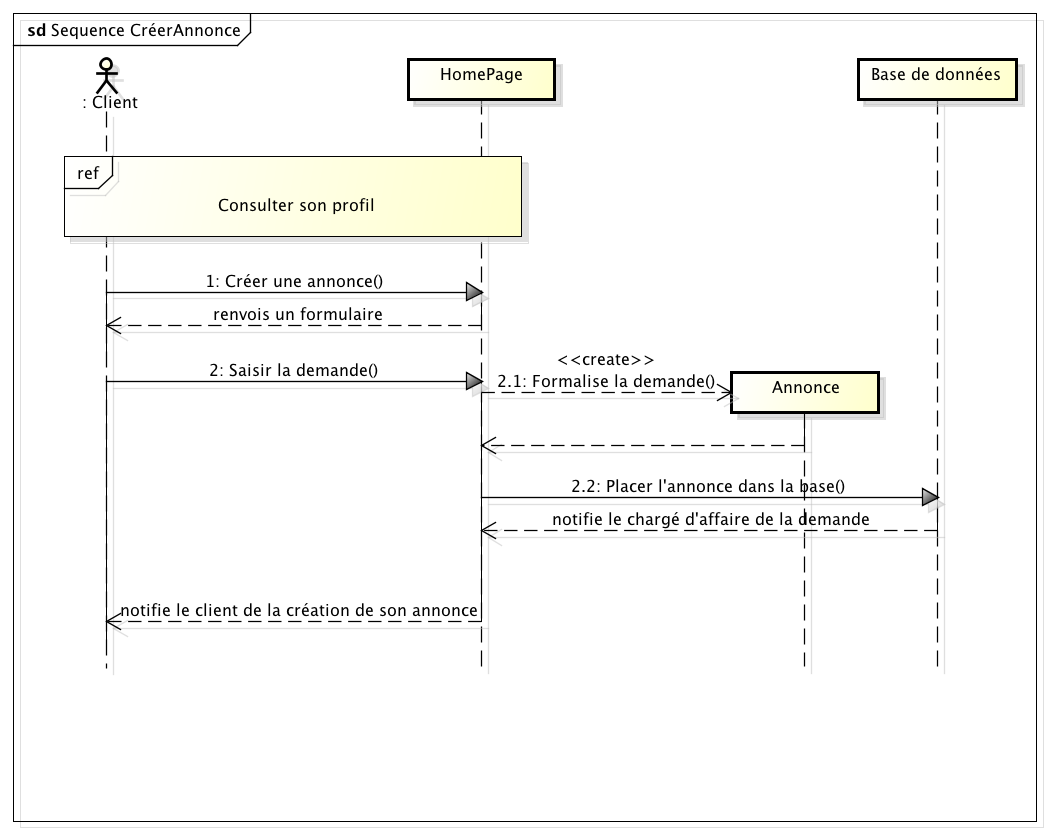 sd Sequence CréerAnnonce
: Client
HomePage
Base de données
ref
Consulter son profil
1: Créer une annonce()
renvois un formulaire
2: Saisir la demande()
<<create>>
2.1: Formalise la demande()
Annonce
2.2: Placer l'annonce dans la base()
notifie le chargé d'affaire de la demande
notifie le client de la création de son annonce